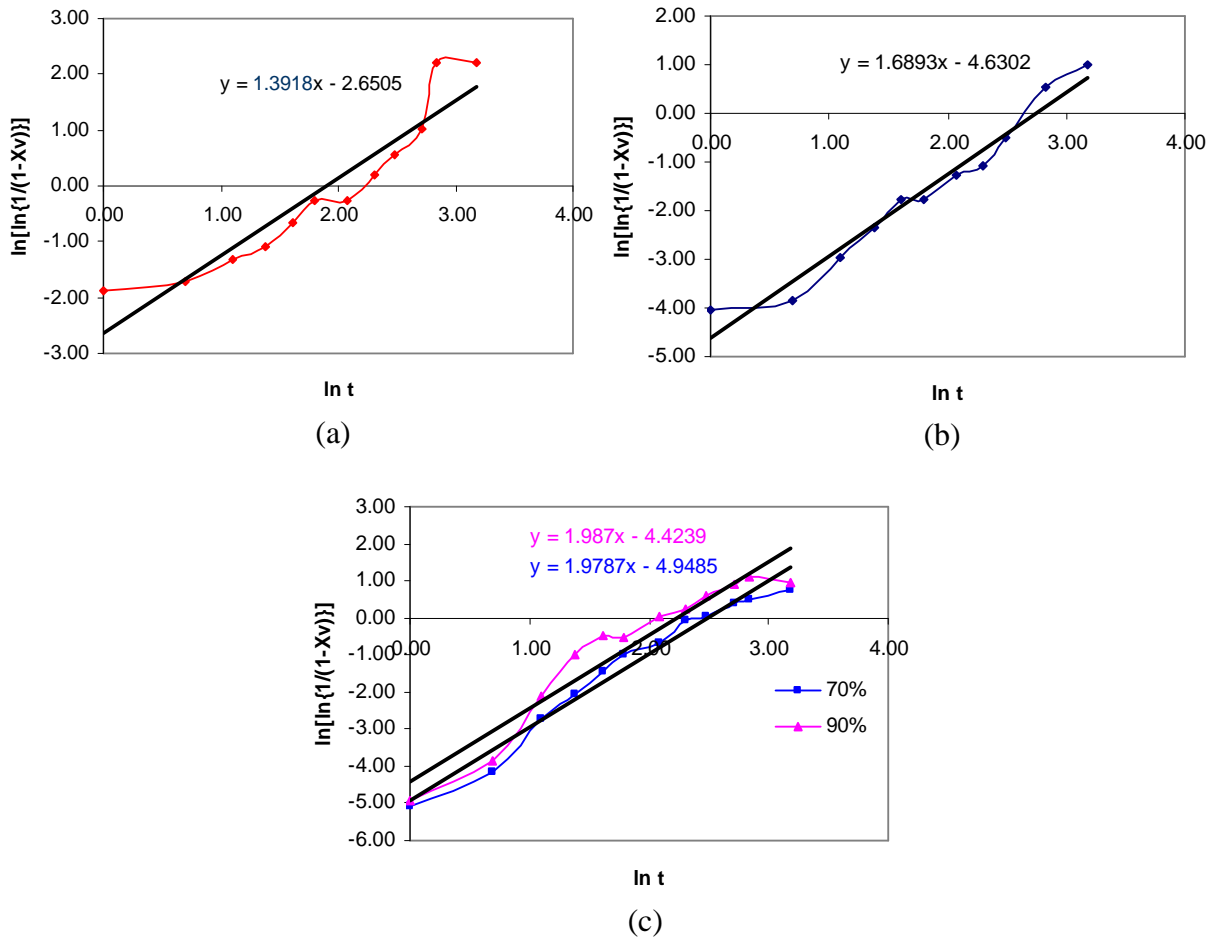 3.00
2.00
1.00
0.00
-1.00
-2.00
-3.00
0.00 1.00 2.00 3.00 4.00
y = 1.3918x - 2.6505
ln[ln{1/(1-Xv)}]
ln t
(a)
2.00
1.00
0.00
-1.00
-2.00
-3.00
-4.00
-5.00
0.00 1.00 2.00 3.00 4.00
y = 1.6893x - 4.6302
ln[ln{1/(1-Xv)}]
ln t
(b)
3.00
2.00
1.00
0.00
-1.00
-2.00
-3.00
-4.00
-5.00
-6.00
0.00 1.00 2.00 3.00 4.00
y = 1.987x - 4.4239
y = 1.9787x - 4.9485
70%
90%
ln[ln{1/(1-Xv)}]
ln t
(c)